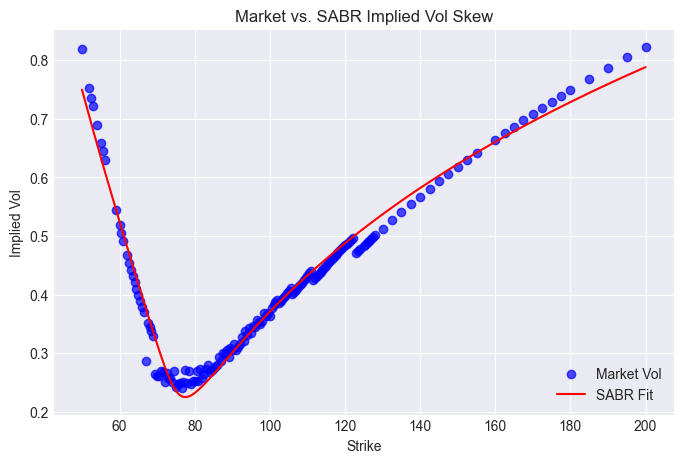 Market vs. SABR Implied Vol Skew
0.8
0.7
0.6
0.5
0.4
0.3
0.2
Implied Vol
Market Vol
SABR Fit
60 80 100 120 140 160 180 200
Strike